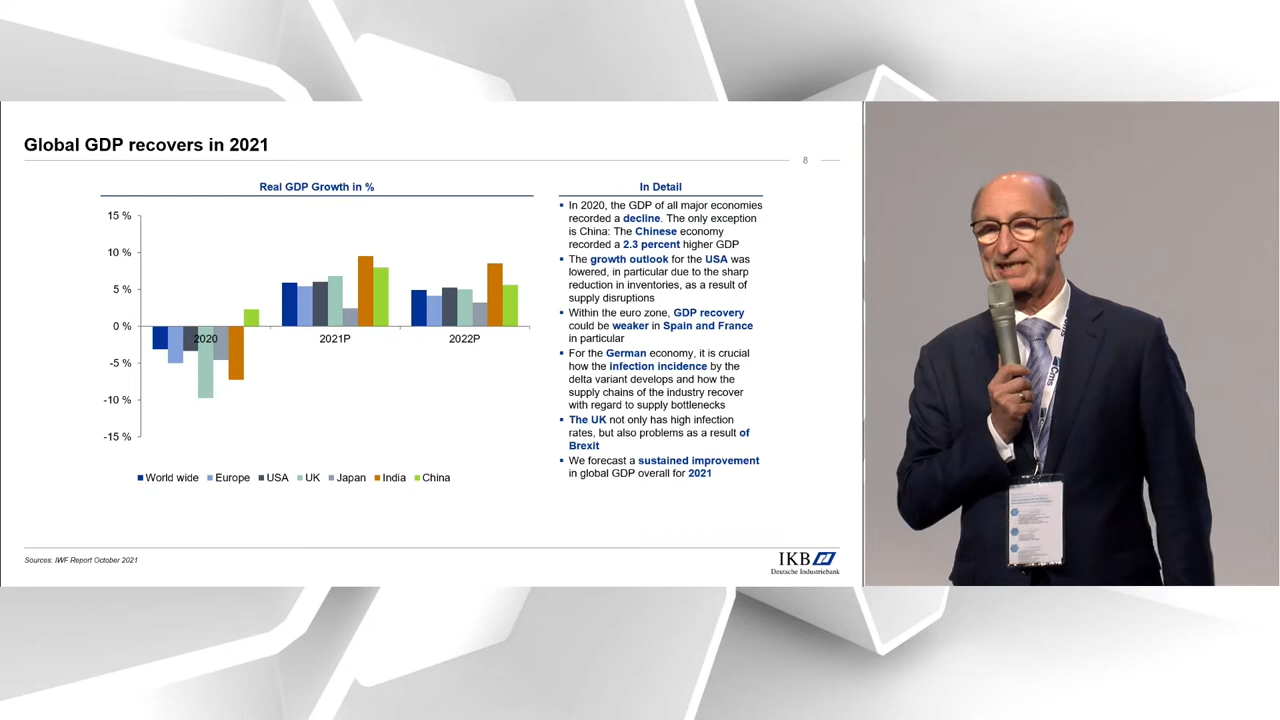 Global GDP recovers in 2021
8
Real GDP Growth in %
15 %
10 %
5 %
0 %
-5 %
-10 %
-15 %
2020
2021P
2022P
World wide Europe USA UK Japan India China
In Detail
▪ In 2020, the GDP of all major economies
recorded a decline. The only exception
is China: The Chinese economy
recorded a 2.3 percent higher GDP
▪ The growth outlook for the USA was
lowered, in particular due to the sharp
reduction in inventories, as a result of
supply disruptions
▪ Within the euro zone, GDP recovery
could be weaker in Spain and France
in particular
▪ For the German economy, it is crucial
how the infection incidence by the
delta variant develops and how the
supply chains of the industry recover
with regard to supply bottlenecks
▪ The UK not only has high infection
rates, but also problems as a result of
Brexit
▪ We forecast a sustained improvement
in global GDP overall for 2021
Sources: IWF Report October 2021
IKB
Deutsche Industriebank
cms